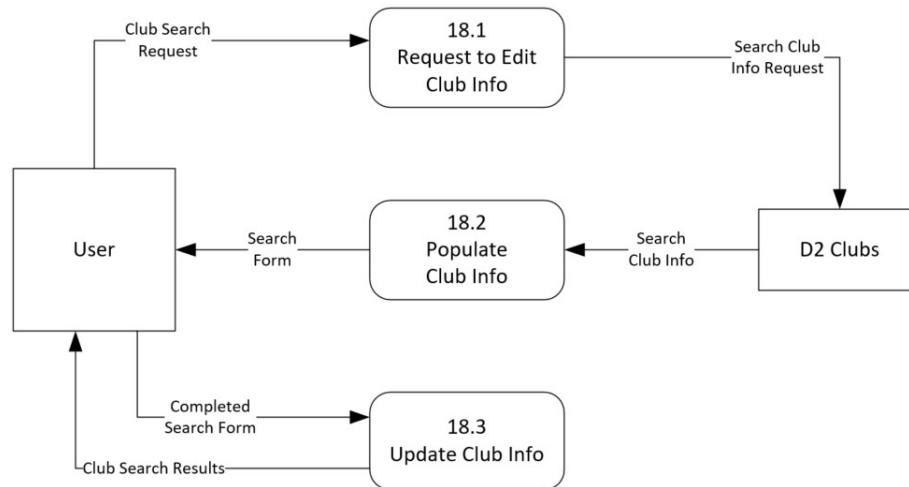 Club Search
Request
18.1
Request to Edit
Club Info
Search Club
Info Request
User
Search
Form
18.2
Populate
Club Info
Search
Club Info
D2 Clubs
Completed
Search Form
18.3
Update Club Info
Club Search Results